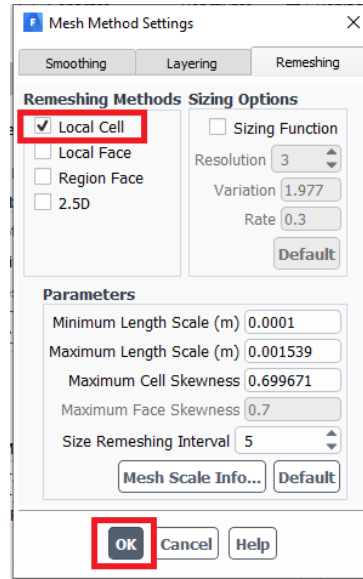 Mesh Method Settings
Smoothing Layering Remeshing
Remeshing Methods Sizing Options
Local Cell
Local Face
Region Face
2.5D
Sizing Function
Resolution 3
Variation 1.977
Rate 0.3
Default
Parameters
Minimum Length Scale (m) 0.0001
Maximum Length Scale (m) 0.001539
Maximum Cell Skewness 0.699671
Maximum Face Skewness 0.7
Size Remeshing Interval 5
Mesh Scale Info... Default
OK Cancel Help